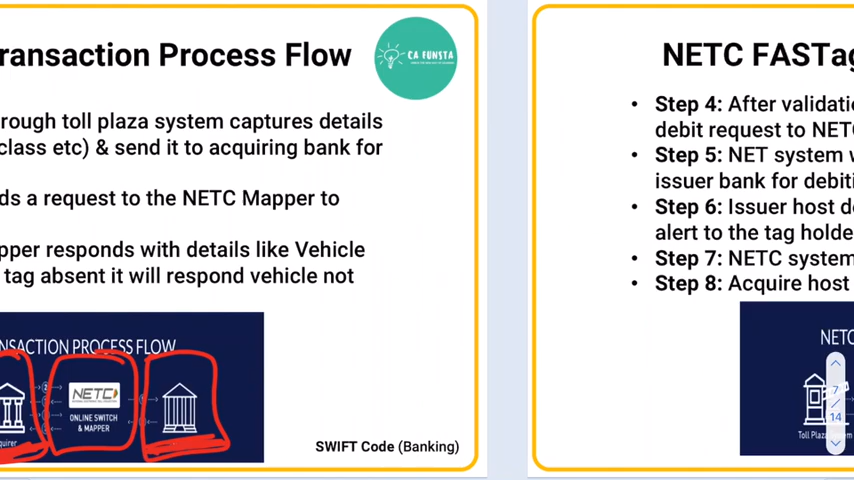 ransaction Process Flow
CA FUNSTA
rough toll plaza system captures details
class etc) & send it to acquiring bank for
ds a request to the NETC Mapper to
pper responds with details like Vehicle
tag absent it will respond vehicle not
NSACTION PROCESS FLOW
2
NETC
ONLINE SWITCH
& MAPPER
quirer
SWIFT Code (Banking)
NETC FASTag
• Step 4: After validati
debit request to NETC
• Step 5: NET system w
issuer bank for debiti
• Step 6: Issuer host d
alert to the tag holde
• Step 7: NETC system
• Step 8: Acquire host
NETC
7
/
14
Toll Plaza System